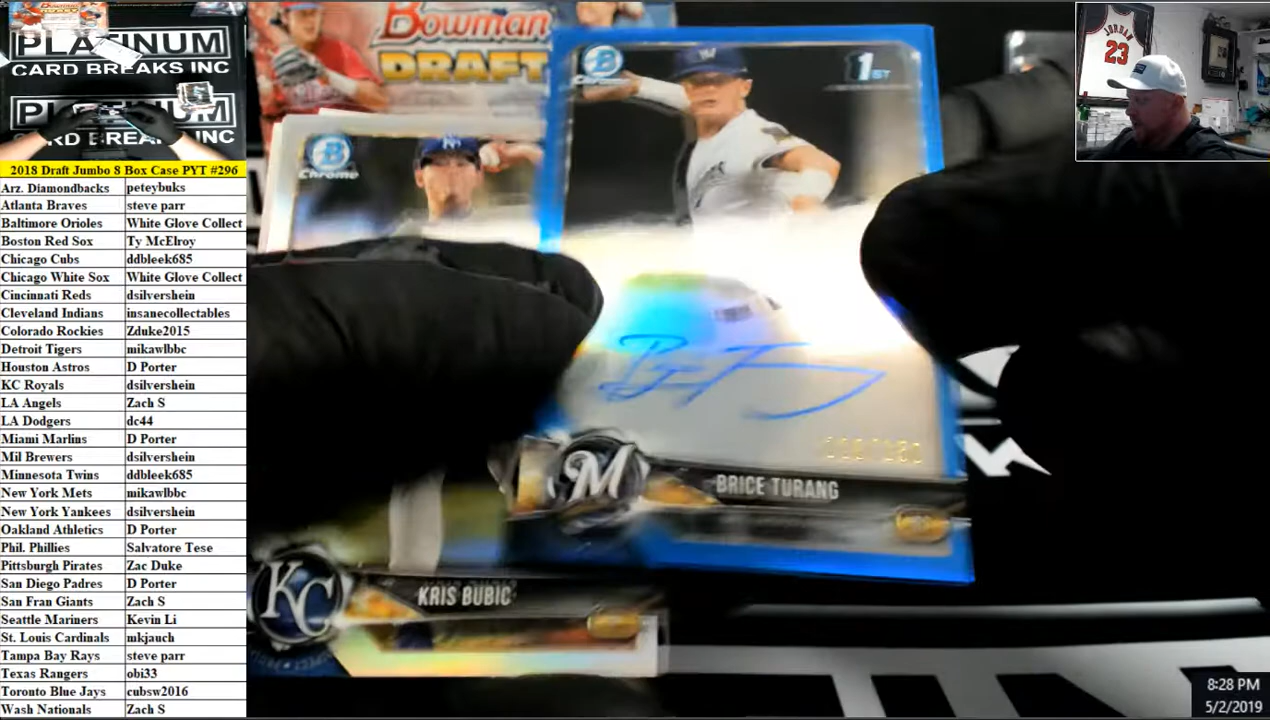 PLATINUM
CARD BREAKS INC
PLATINUM
CARD BREAKS INC
2018 Draft Jumbo 8 Box Case PYT #296
Arz. Diamondbacks peteybuks
Atlanta Braves steve parr
Baltimore Orioles White Glove Collect
Boston Red Sox Ty McElroy
Chicago Cubs ddbleek685
Chicago White Sox White Glove Collect
Cincinnati Reds dsilvershein
Cleveland Indians insanecollectables
Colorado Rockies Zduke2015
Detroit Tigers mikawlbbc
Houston Astros D Porter
KC Royals dsilvershein
LA Angels Zach S
LA Dodgers dc44
Miami Marlins D Porter
Mil Brewers dsilvershein
Minnesota Twins ddbleek685
New York Mets mikawlbbc
New York Yankees dsilvershein
Oakland Athletics D Porter
Phil. Phillies Salvatore Tese
Pittsburgh Pirates Zac Duke
San Diego Padres D Porter
San Fran Giants Zach S
Seattle Mariners Kevin Li
St. Louis Cardinals mkjauch
Tampa Bay Rays steve parr
Texas Rangers obi33
Toronto Blue Jays cubsw2016
Wash Nationals Zach S
Bowman
DRAFT
B
Chrome
B
Chrome
1ST
M
BRICE TURANG
KC
KRIS BUBIC
JORDAN
23
8:28 PM
5/2/2019